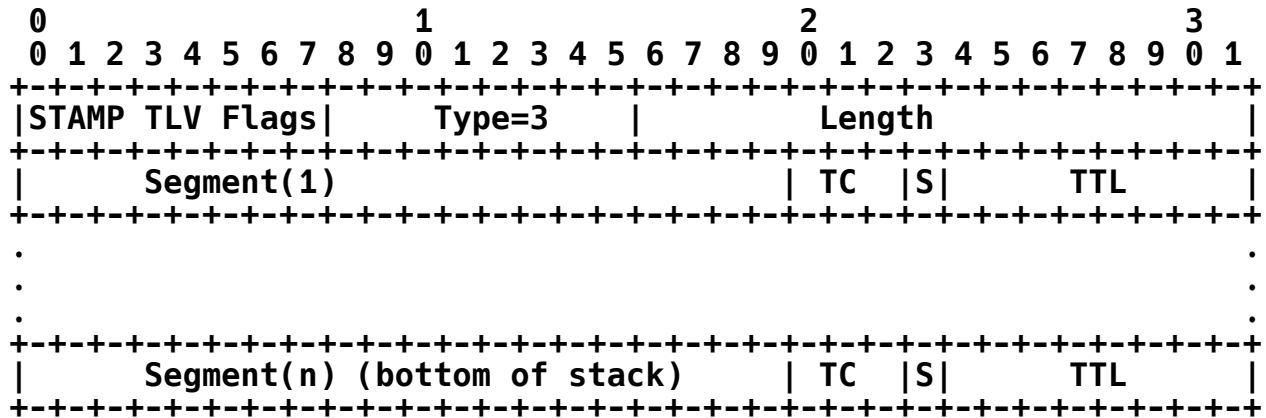 0                   1                   2                   3
 0 1 2 3 4 5 6 7 8 9 0 1 2 3 4 5 6 7 8 9 0 1 2 3 4 5 6 7 8 9 0 1
+-+-+-+-+-+-+-+-+-+-+-+-+-+-+-+-+-+-+-+-+-+-+-+-+-+-+-+-+-+-+-+-+
|STAMP TLV Flags|     Type=3    |         Length                |
+-+-+-+-+-+-+-+-+-+-+-+-+-+-+-+-+-+-+-+-+-+-+-+-+-+-+-+-+-+-+-+-+
|      Segment(1)                       | TC  |S|      TTL      |
+-+-+-+-+-+-+-+-+-+-+-+-+-+-+-+-+-+-+-+-+-+-+-+-+-+-+-+-+-+-+-+-+
.                                                               .
.                                                               .
.                                                               .
+-+-+-+-+-+-+-+-+-+-+-+-+-+-+-+-+-+-+-+-+-+-+-+-+-+-+-+-+-+-+-+-+
|      Segment(n) (bottom of stack)     | TC  |S|      TTL      |
+-+-+-+-+-+-+-+-+-+-+-+-+-+-+-+-+-+-+-+-+-+-+-+-+-+-+-+-+-+-+-+-+